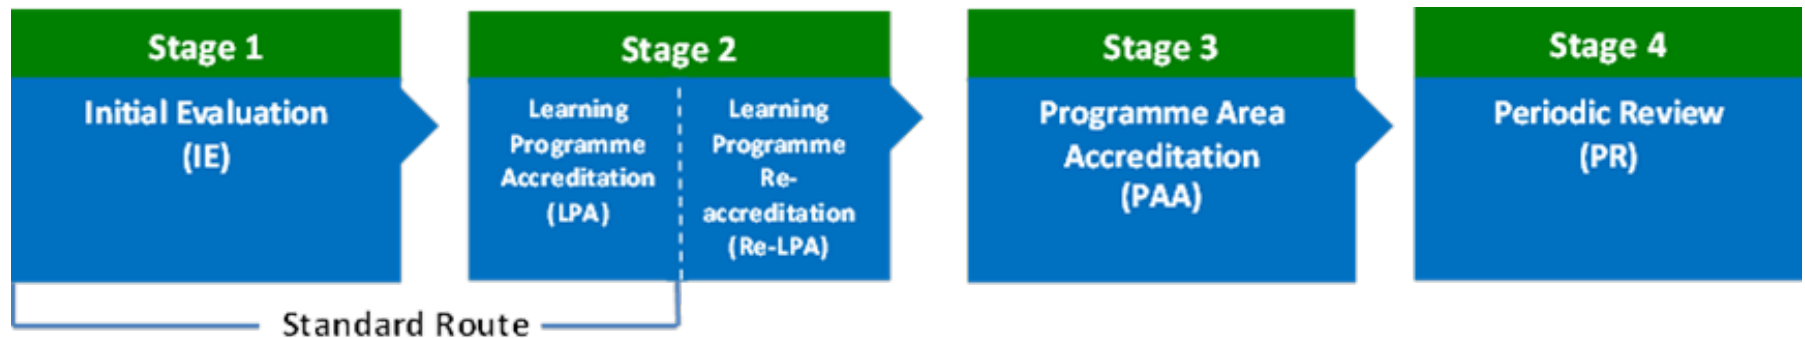 Stage 1
Initial Evaluation
(IE)
Stage 2
Learning
Programme
Accreditation
(LPA)
Learning
Programme
Re-
accreditation
(Re-LPA)
Stage 3
Programme Area
Accreditation
(PAA)
Stage 4
Periodic Review
(PR)
Standard Route